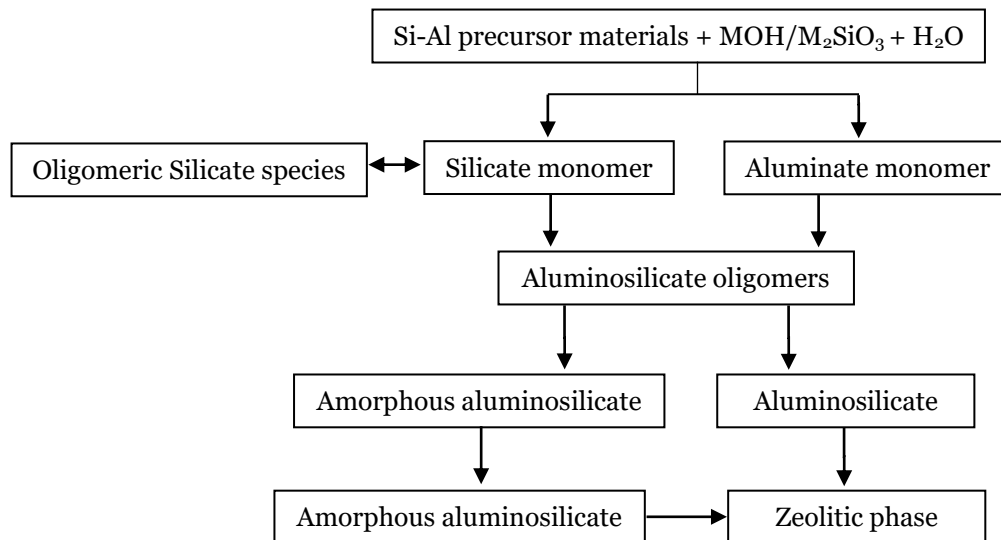 Si-Al precursor materials + MOH/M₂SiO₃ + H₂O
Oligomeric Silicate species
Silicate monomer
Aluminate monomer
Aluminosilicate oligomers
Amorphous aluminosilicate
Aluminosilicate
Amorphous aluminosilicate
Zeolitic phase